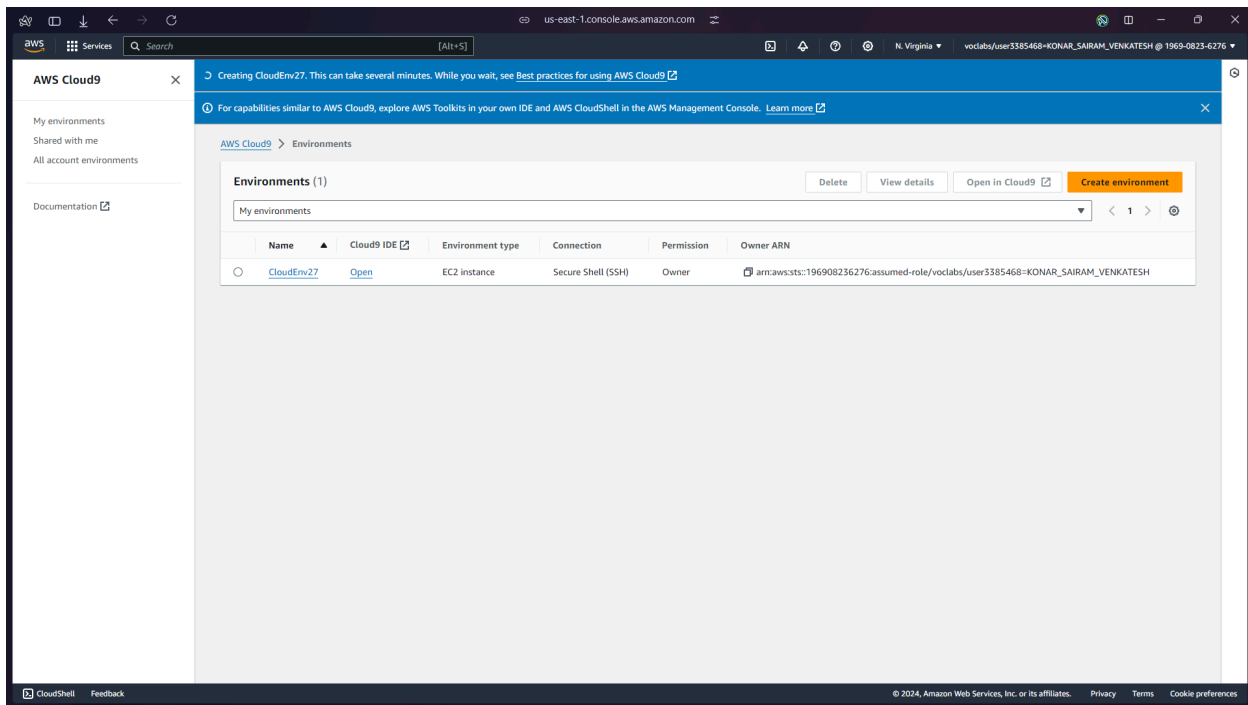 us-east-1.console.aws.amazon.com
aws Services Search [Alt+S] N. Virginia ▼ voclabs/user3385468=KONAR_SAIRAM_VENKATESH @ 1969-0823-6276 ▼
AWS Cloud9
My environments
Shared with me
All account environments
Documentation
Creating CloudEnv27. This can take several minutes. While you wait, see Best practices for using AWS Cloud9
For capabilities similar to AWS Cloud9, explore AWS Toolkits in your own IDE and AWS CloudShell in the AWS Management Console. Learn more
AWS Cloud9 > Environments
Environments (1) Delete View details Open in Cloud9 Create environment
My environments ▼ < 1 >
Name ▲ Cloud9 IDE Environment type Connection Permission Owner ARN
CloudEnv27 Open EC2 instance Secure Shell (SSH) Owner arn:aws:sts::196908236276:assumed-role/voclabs/user3385468=KONAR_SAIRAM_VENKATESH
CloudShell Feedback © 2024, Amazon Web Services, Inc. or its affiliates. Privacy Terms Cookie preferences